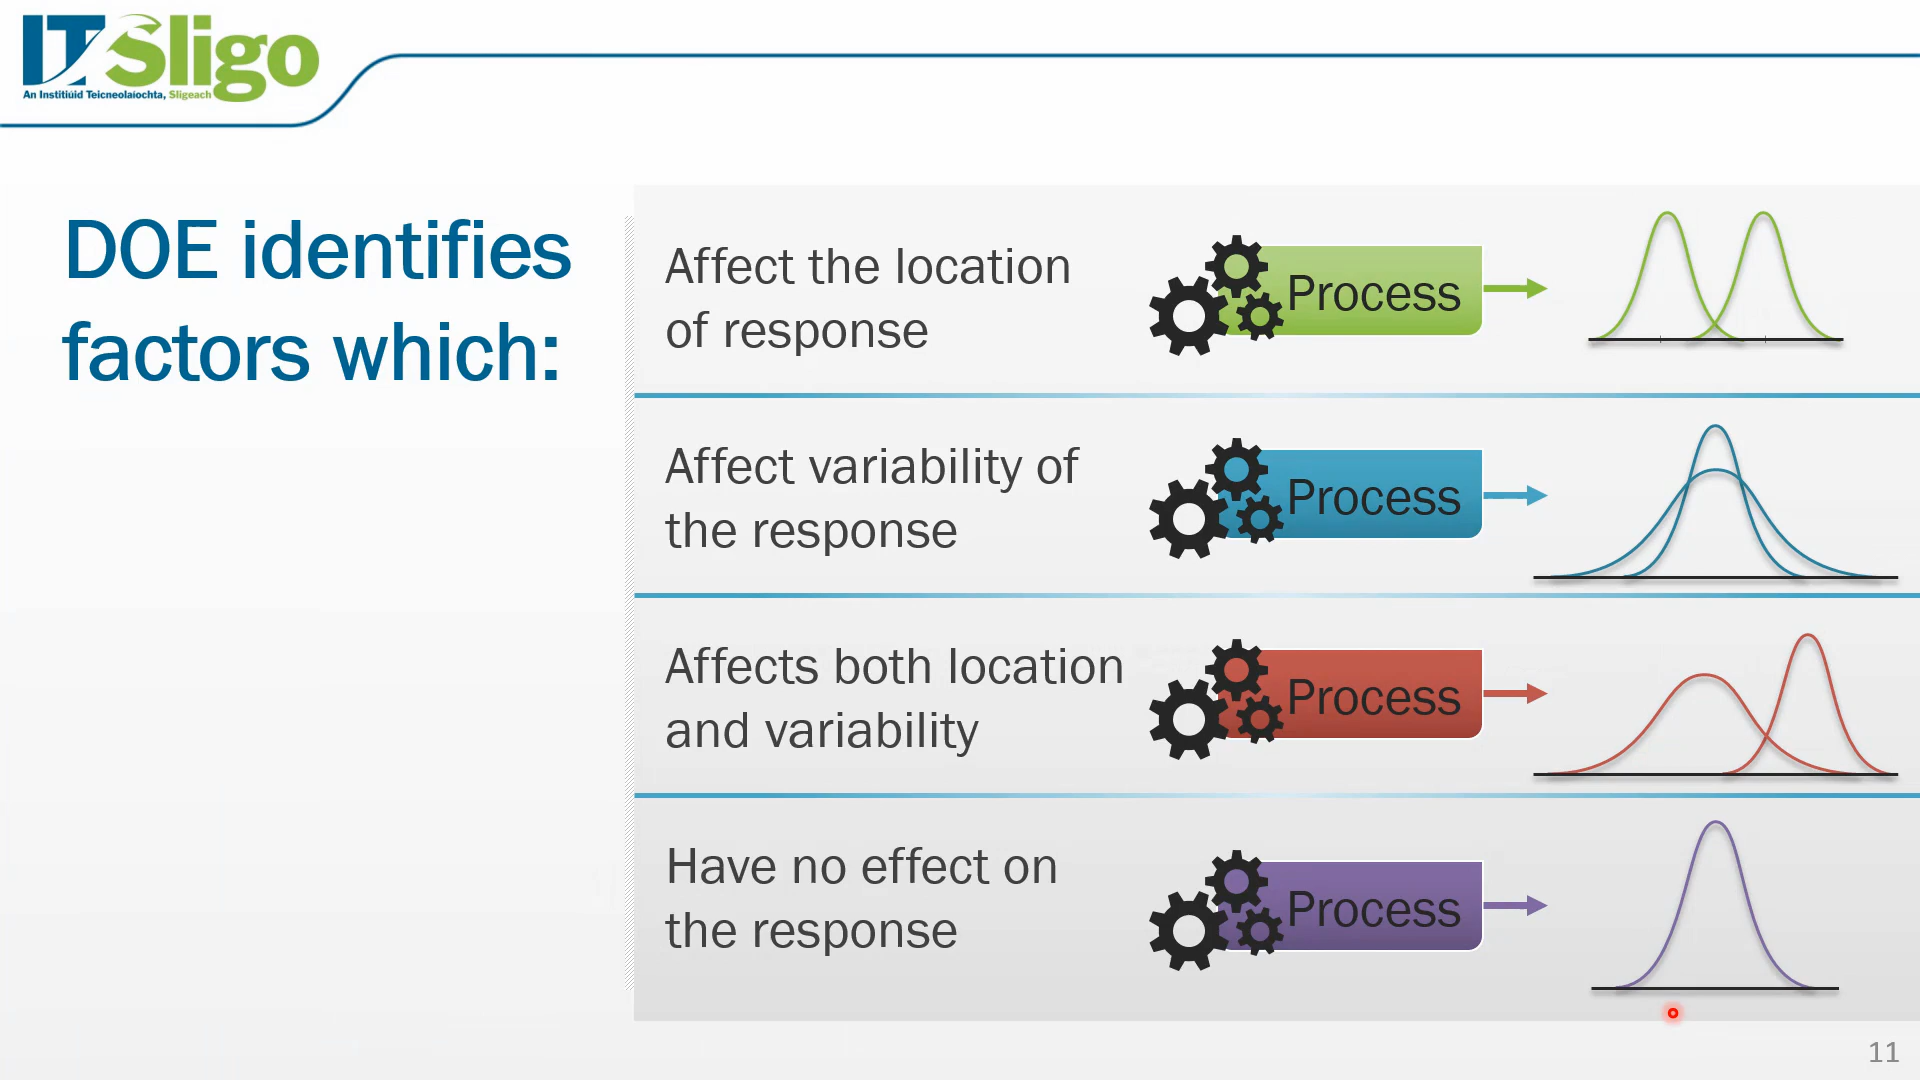 IT Sligo
An Institiúid Teicneolaíochta, Sligeach
DOE identifies
factors which:
Affect the location
of response
Process
Affect variability of
the response
Process
Affects both location
and variability
Process
Have no effect on
the response
Process
11